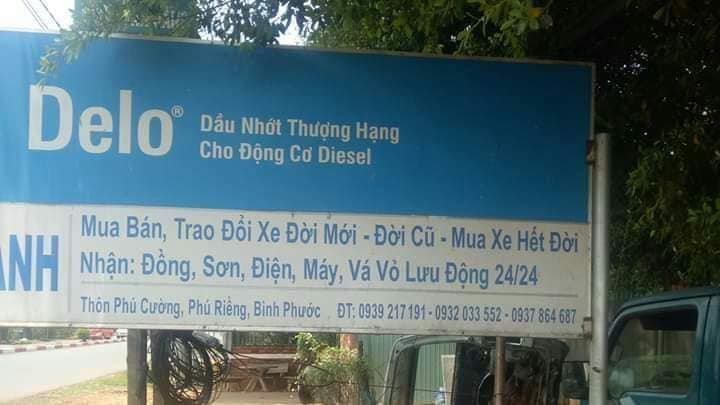 Delo® Dầu Nhớt Thượng Hạng
Cho Động Cơ Diesel
ANH
Mua Bán, Trao Đổi Xe Đời Mới - Đời Cũ - Mua Xe Hết Đời
Nhận: Đồng, Sơn, Điện, Máy, Vá Vỏ Lưu Động 24/24
Thôn Phú Cường, Phú Riềng, Bình Phước ĐT: 0939 217 191 - 0932 033 552 - 0937 864 687